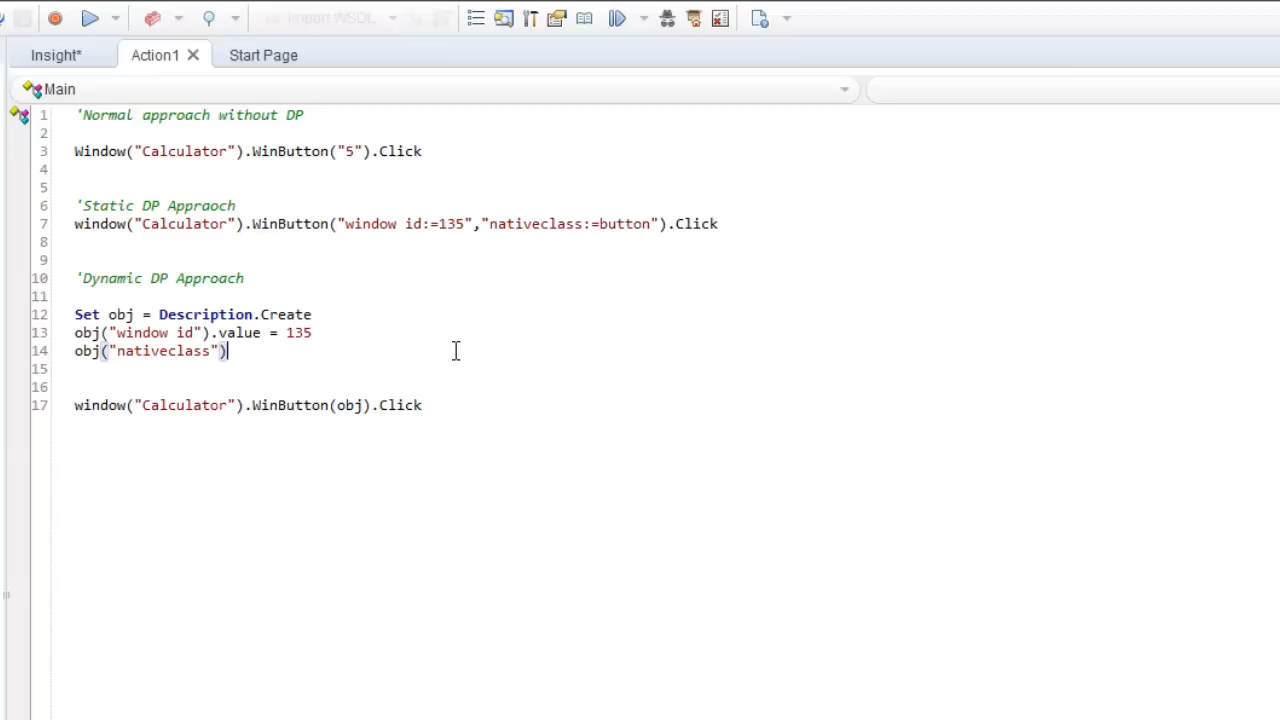 Import WSDL
Insight*
Action1
Start Page
Main
1 'Normal approach without DP
2
3 Window("Calculator").WinButton("5").Click
4
5
6 'Static DP Appraoch
7 window("Calculator").WinButton("window id:=135","nativeclass:=button").Click
8
9
10 'Dynamic DP Approach
11
12 Set obj = Description.Create
13 obj("window id").value = 135
14 obj("nativeclass")
15
16
17 window("Calculator").WinButton(obj).Click